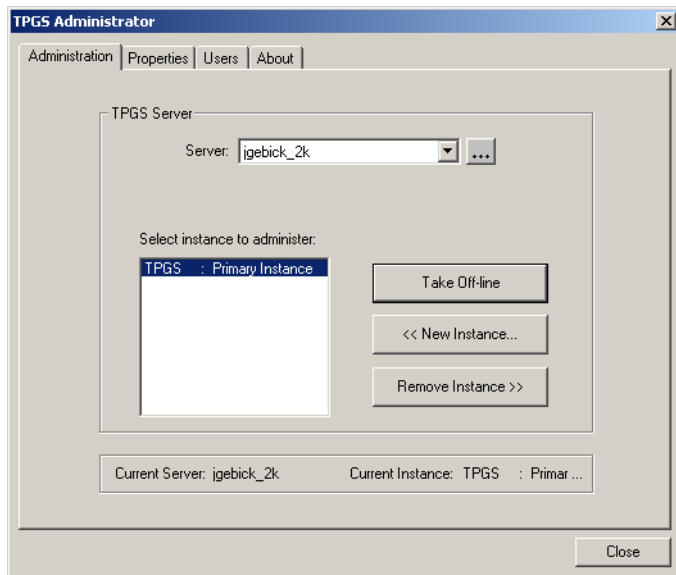 TPGS Administrator
Administration Properties Users About
TPGS Server
Server: jgebick_2k ...
Select instance to administer:
TPGS : Primary Instance
Take Off-line
<< New Instance...
Remove Instance >>
Current Server: jgebick_2k Current Instance: TPGS : Primar ...
Close